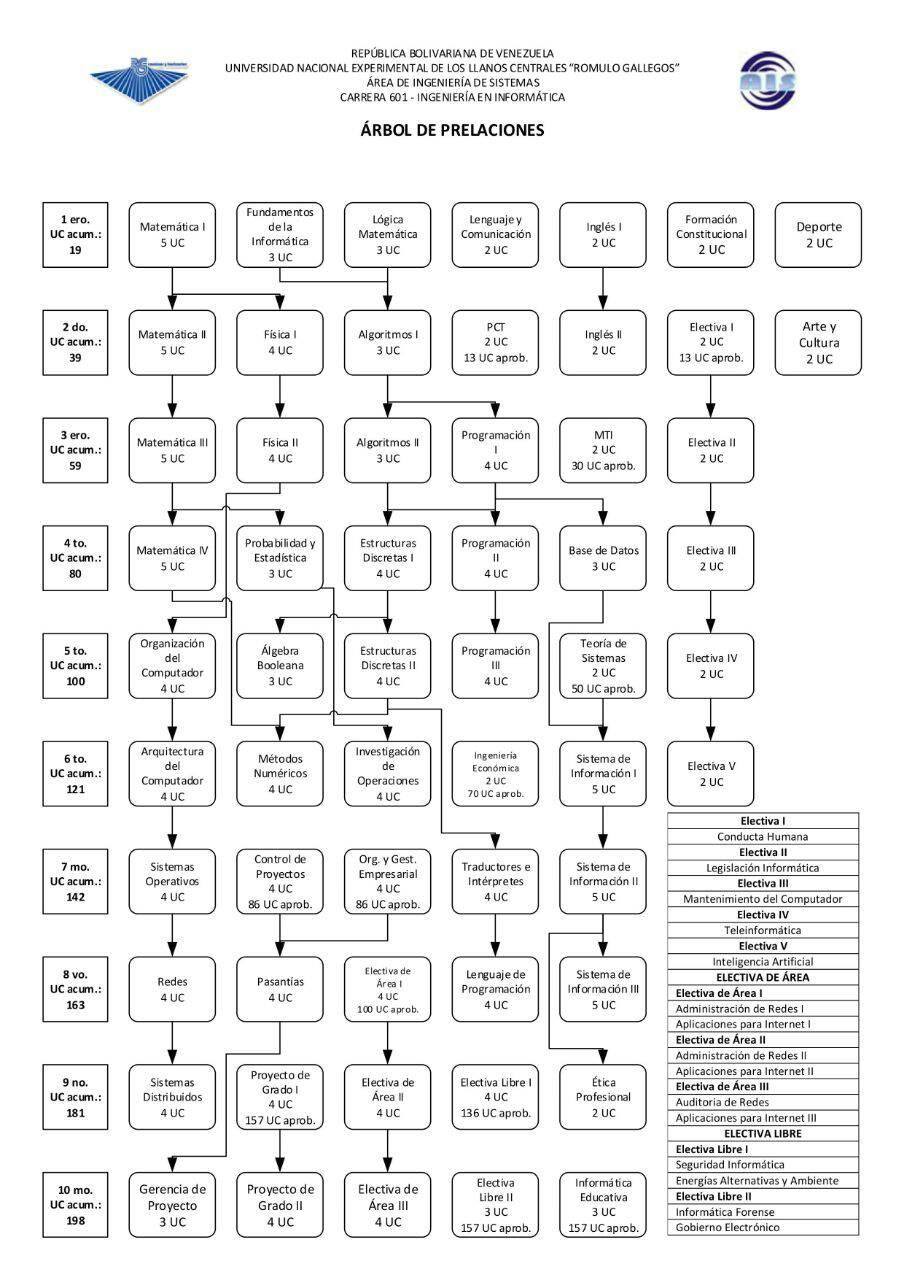 REPÚBLICA BOLIVARIANA DE VENEZUELA
UNIVERSIDAD NACIONAL EXPERIMENTAL DE LOS LLANOS CENTRALES “ROMULO GALLEGOS”
ÁREA DE INGENIERÍA DE SISTEMAS
CARRERA 601 - INGENIERÍA EN INFORMÁTICA
AIS
ÁRBOL DE PRELACIONES
1 ero.
UC acum.:
19
Matemática I
5 UC
Fundamentos
de la
Informática
3 UC
Lógica
Matemática
3 UC
Lenguaje y
Comunicación
2 UC
Inglés I
2 UC
Formación
Constitucional
2 UC
Deporte
2 UC
2 do.
UC acum.:
39
Matemática II
5 UC
Física I
4 UC
Algoritmos I
3 UC
PCT
2 UC
13 UC aprob.
Inglés II
2 UC
Electiva I
2 UC
13 UC aprob.
Arte y
Cultura
2 UC
3 ero.
UC acum.:
59
Matemática III
5 UC
Física II
4 UC
Algoritmos II
3 UC
Programación
I
4 UC
MTI
2 UC
30 UC aprob.
Electiva II
2 UC
4 to.
UC acum.:
80
Matemática IV
5 UC
Probabilidad y
Estadística
3 UC
Estructuras
Discretas I
4 UC
Programación
II
4 UC
Base de Datos
3 UC
Electiva III
2 UC
5 to.
UC acum.:
100
Organización
del
Computador
4 UC
Álgebra
Booleana
3 UC
Estructuras
Discretas II
4 UC
Programación
III
4 UC
Teoría de
Sistemas
2 UC
50 UC aprob.
Electiva IV
2 UC
6 to.
UC acum.:
121
Arquitectura
del
Computador
4 UC
Métodos
Numéricos
4 UC
Investigación
de
Operaciones
4 UC
Ingeniería
Económica
2 UC
70 UC aprob.
Sistema de
Información I
5 UC
Electiva V
2 UC
7 mo.
UC acum.:
142
Sistemas
Operativos
4 UC
Control de
Proyectos
4 UC
86 UC aprob.
Org. y Gest.
Empresarial
4 UC
86 UC aprob.
Traductores e
Intérpretes
4 UC
Sistema de
Información II
5 UC
8 vo.
UC acum.:
163
Redes
4 UC
Pasantías
4 UC
Electiva de
Área I
4 UC
100 UC aprob.
Lenguaje de
Programación
4 UC
Sistema de
Información III
5 UC
9 no.
UC acum.:
181
Sistemas
Distribuidos
4 UC
Proyecto de
Grado I
4 UC
157 UC aprob.
Electiva de
Área II
4 UC
Electiva Libre I
4 UC
136 UC aprob.
Ética
Profesional
2 UC
10 mo.
UC acum.:
198
Gerencia de
Proyecto
3 UC
Proyecto de
Grado II
4 UC
Electiva de
Área III
4 UC
Electiva
Libre II
3 UC
157 UC aprob.
Informática
Educativa
3 UC
157 UC aprob.
Electiva I
Conducta Humana
Electiva II
Legislación Informática
Electiva III
Mantenimiento del Computador
Electiva IV
Teleinformática
Electiva V
Inteligencia Artificial
ELECTIVA DE ÁREA
Electiva de Área I
Administración de Redes I
Aplicaciones para Internet I
Electiva de Área II
Administración de Redes II
Aplicaciones para Internet II
Electiva de Área III
Auditoria de Redes
Aplicaciones para Internet III
ELECTIVA LIBRE
Electiva Libre I
Seguridad Informática
Energías Alternativas y Ambiente
Electiva Libre II
Informática Forense
Gobierno Electrónico